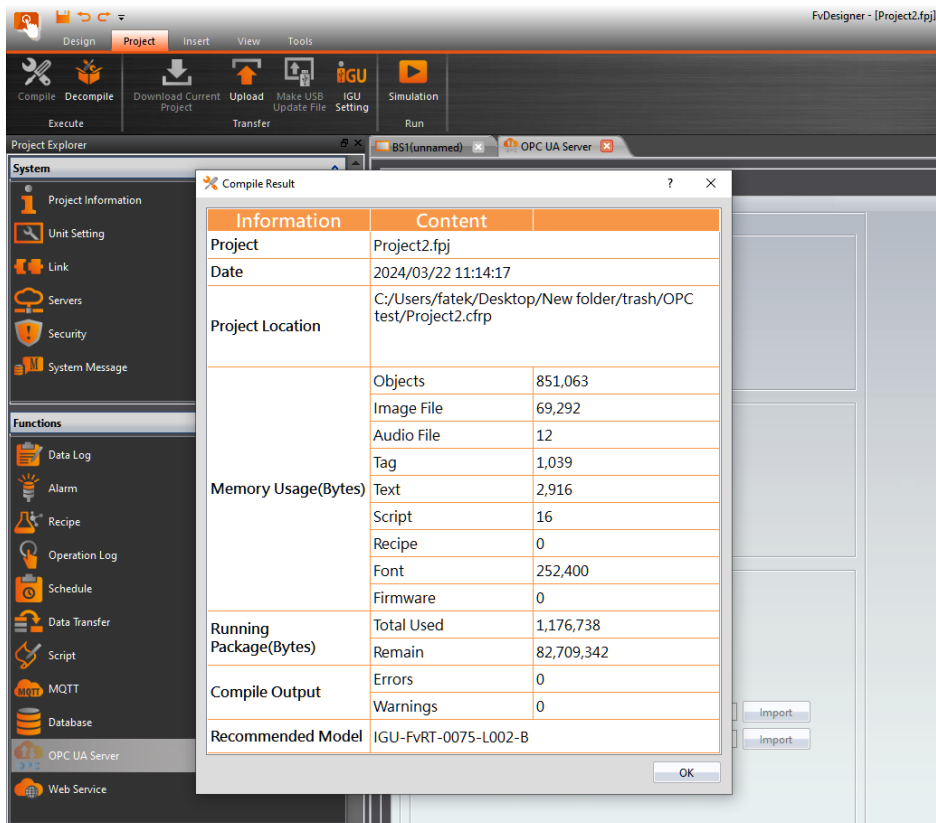 FvDesigner - [Project2.fpj]
Design Project Insert View Tools
Compile Decompile Download Current Project Upload Make USB Update File IGU Setting Simulation
Execute Transfer Run
Project Explorer
BS1(unnamed) OPC UA Server
System
Project Information
Unit Setting
Link
Servers
Security
System Message
Functions
Data Log
Alarm
Recipe
Operation Log
Schedule
Data Transfer
Script
MQTT
Database
OPC UA Server
Web Service
Compile Result ? ×
Information Content
Project Project2.fpj
Date 2024/03/22 11:14:17
Project Location C:/Users/fatek/Desktop/New folder/trash/OPC
test/Project2.cfrp
Memory Usage(Bytes)
Objects 851,063
Image File 69,292
Audio File 12
Tag 1,039
Text 2,916
Script 16
Recipe 0
Font 252,400
Firmware 0
Running
Package(Bytes)
Total Used 1,176,738
Remain 82,709,342
Compile Output
Errors 0
Warnings 0
Recommended Model IGU-FvRT-0075-L002-B
OK
Import
Import